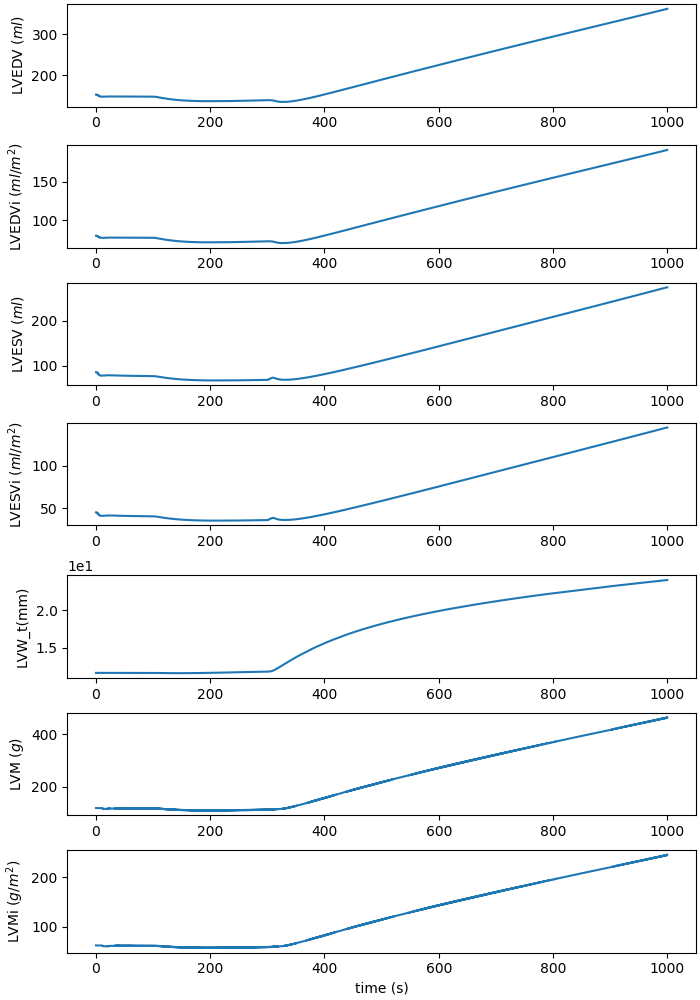 LVEDV (ml)
300
200
0 200 400 600 800 1000
LVEDVi (ml/m²)
150
100
0 200 400 600 800 1000
LVESV (ml)
200
100
0 200 400 600 800 1000
LVESVi (ml/m²)
100
50
0 200 400 600 800 1000
1e1
LVW_t(mm)
2.0
1.5
0 200 400 600 800 1000
LVM (g)
400
200
0 200 400 600 800 1000
LVMi (g/m²)
200
100
0 200 400 600 800 1000
time (s)